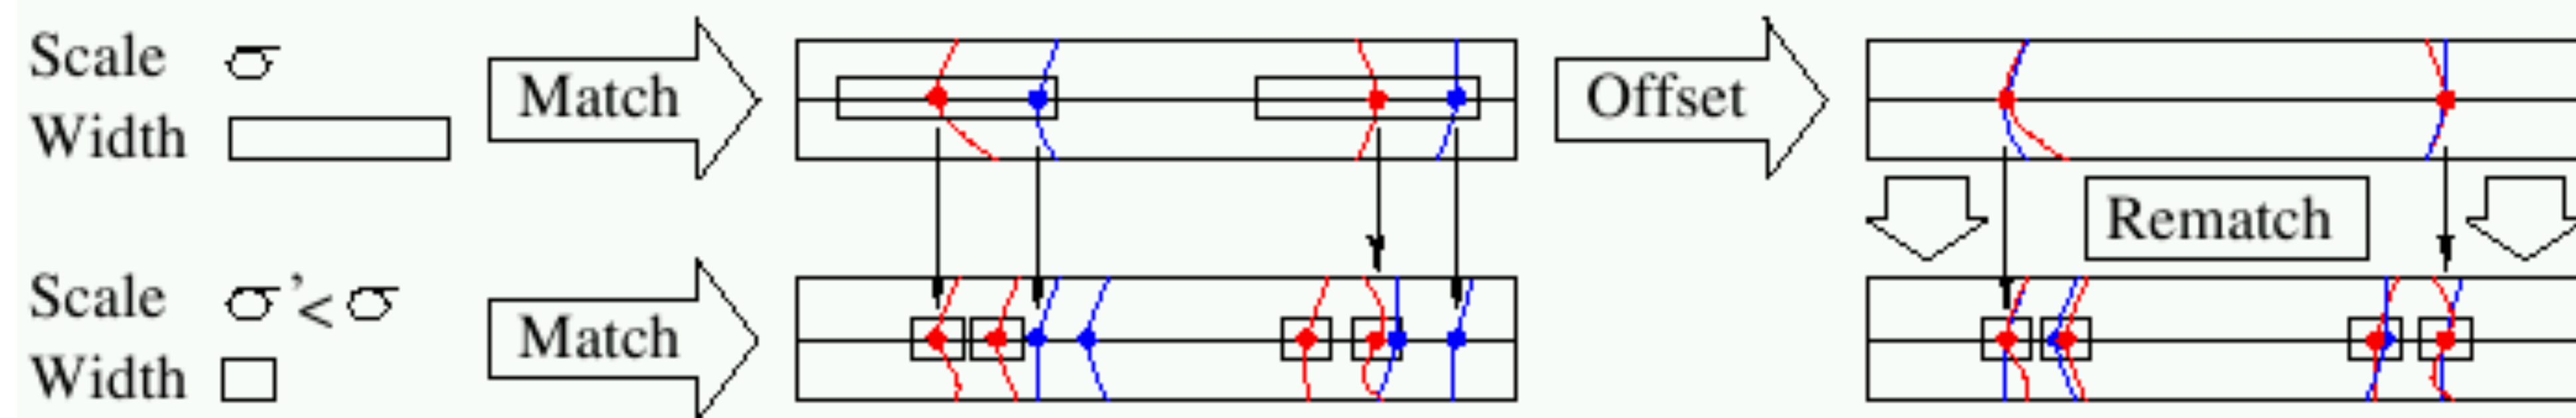 Scale σ
Width
Match
Offset
Rematch
Scale σ'< σ
Width
Match